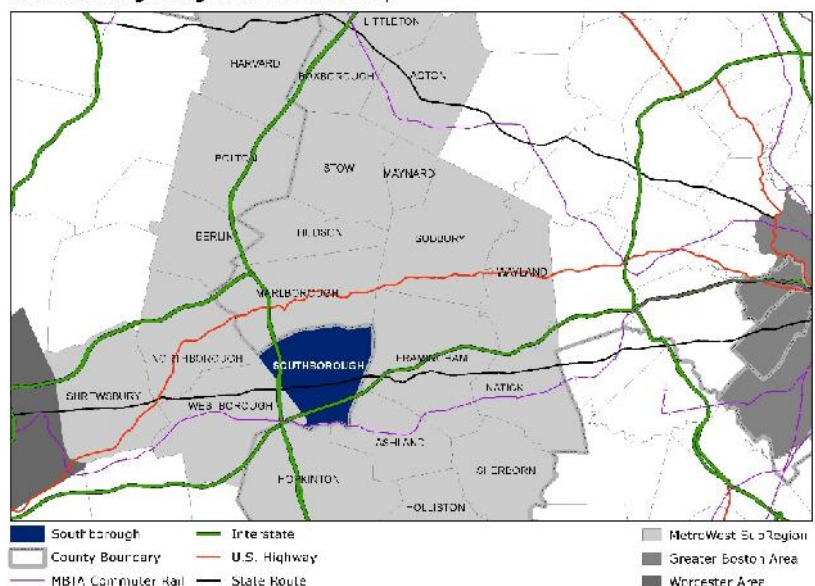 LITTLETON
HARVARD
BOXBOROUGH
ACTON
BOLTON
STOW
MAYNARD
BERLIN
HUDSON
SUDBURY
WAYLAND
MARLBOROUGH
NORTHBOROUGH
SOUTHBOROUGH
FRAMINGHAM
SHREWSBURY
WESTBOROUGH
NATICK
ASHLAND
HOPKINTON
SHERBORN
HOLLISTON
Southborough
Interstate
MetroWest SubRegion
County Boundary
U.S. Highway
Greater Boston Area
MBTA Commuter Rail
State Route
Worcester Area